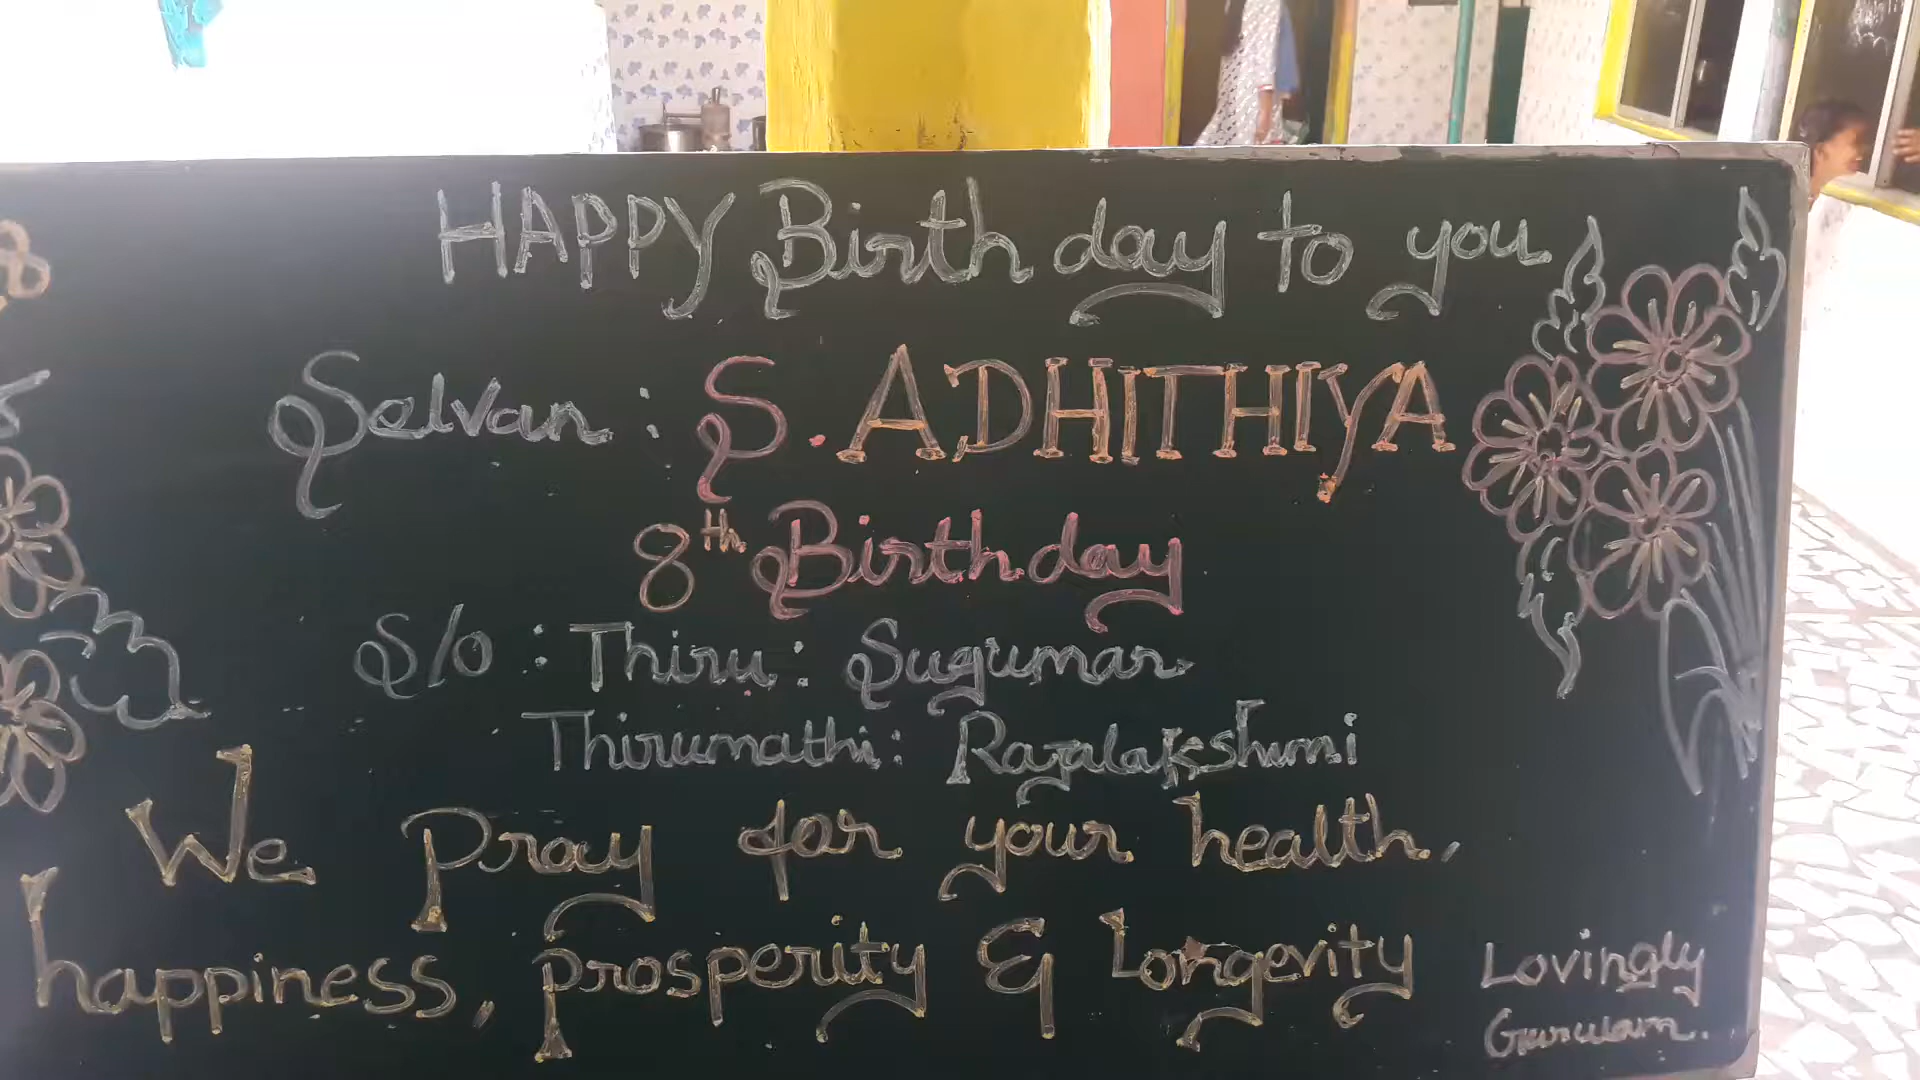 HAPPY Birthday to you
Selvan : S. ADHITHIYA
8th Birthday
S/o : Thiru : Sugumar
Thirumathi : Rajalakshmi
We Pray for your health,
happiness, prosperity & Longevity
Lovingly
Gurulam.